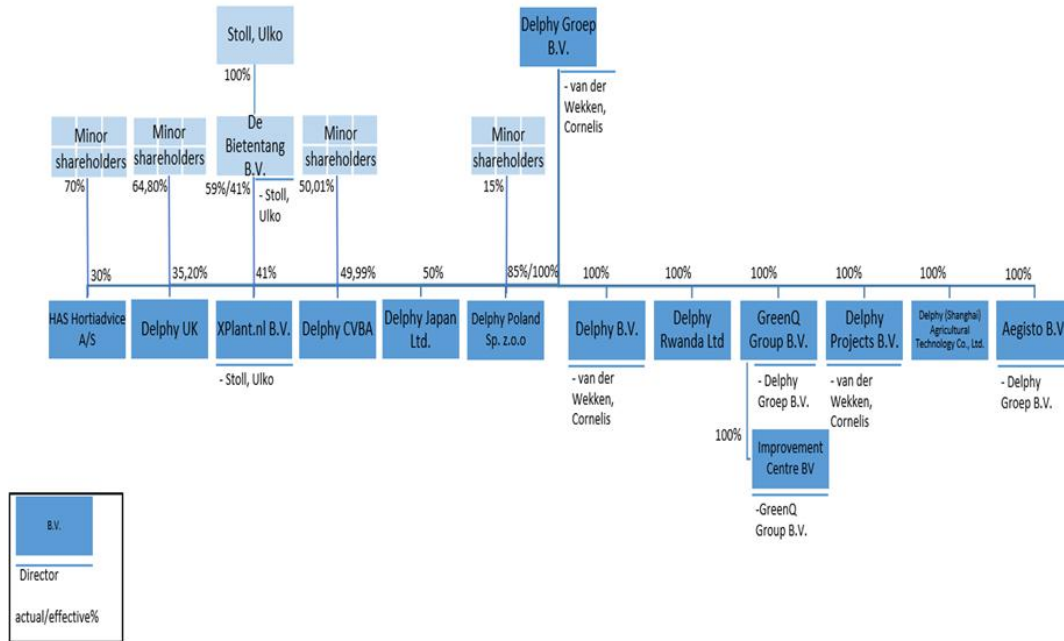 Stoll, Ulko
100%
Delphy Groep
B.V.
- van der
Wekken,
Cornelis
Minor
shareholders
70%
Minor
shareholders
64,80%
De
Bietentang
B.V.
59%/41%
- Stoll,
Ulko
Minor
shareholders
50,01%
Minor
shareholders
15%
30%
35,20%
41%
49,99%
50%
85%/100%
100%
100%
100%
100%
100%
100%
HAS Hortiadvice
A/S
Delphy UK
XPlant.nl B.V.
- Stoll, Ulko
Delphy CVBA
Delphy Japan
Ltd.
Delphy Poland
Sp. z.o.o
Delphy B.V.
- van der
Wekken,
Cornelis
Delphy
Rwanda Ltd
GreenQ
Group B.V.
- Delphy
Groep B.V.
Delphy
Projects B.V.
- van der
Wekken,
Cornelis
Delphy (Shanghai)
Agricultural
Technology Co., Ltd.
Aegisto B.V
- Delphy
Groep B.V.
100%
Improvement
Centre BV
-GreenQ
Group B.V.
B.V.
Director
actual/effective%